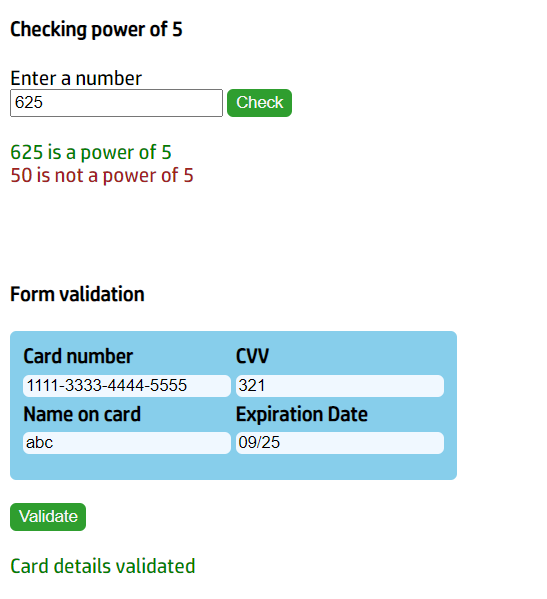 Checking power of 5
Enter a number
625 Check
625 is a power of 5
50 is not a power of 5
Form validation
Card number CVV
1111-3333-4444-5555 321
Name on card Expiration Date
abc 09/25
Validate
Card details validated